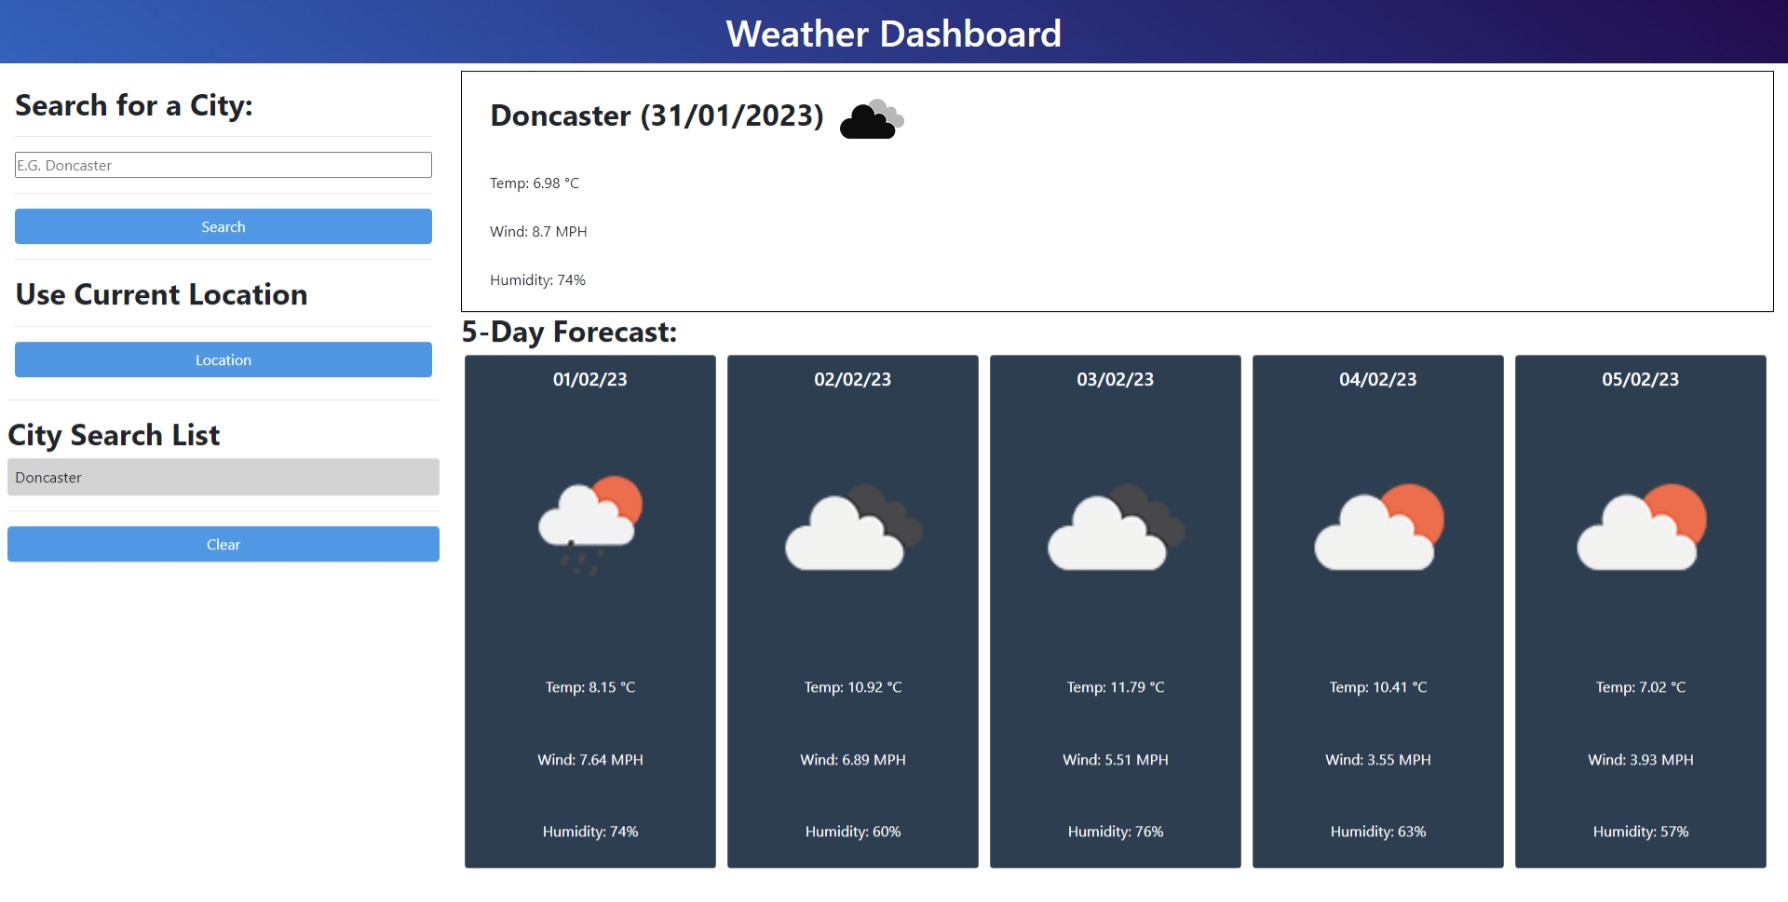 Weather Dashboard
Search for a City:
E.G. Doncaster
Search
Use Current Location
Location
City Search List
Doncaster
Clear
Doncaster (31/01/2023)
Temp: 6.98 °C
Wind: 8.7 MPH
Humidity: 74%
5-Day Forecast:
01/02/23
Temp: 8.15 °C
Wind: 7.64 MPH
Humidity: 74%
02/02/23
Temp: 10.92 °C
Wind: 6.89 MPH
Humidity: 60%
03/02/23
Temp: 11.79 °C
Wind: 5.51 MPH
Humidity: 76%
04/02/23
Temp: 10.41 °C
Wind: 3.55 MPH
Humidity: 63%
05/02/23
Temp: 7.02 °C
Wind: 3.93 MPH
Humidity: 57%